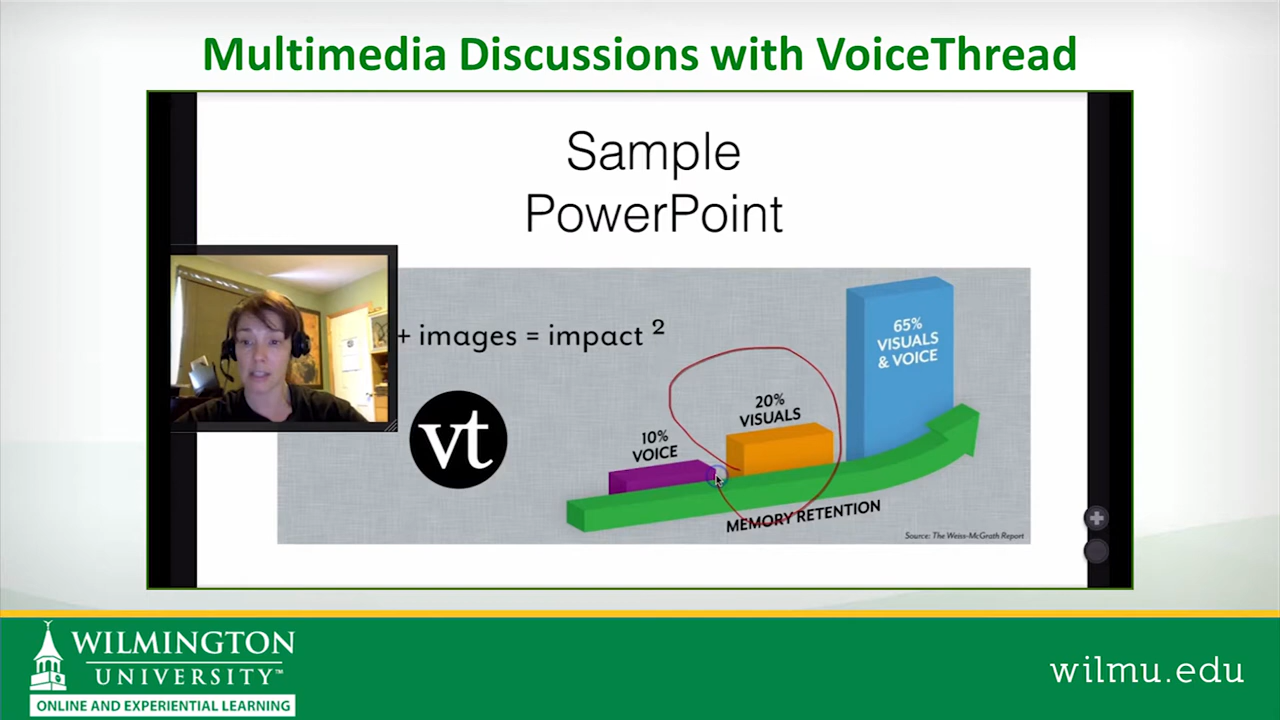 Multimedia Discussions with VoiceThread
Sample
PowerPoint
+ images = impact 2
vt
10%
VOICE
20%
VISUALS
65%
VISUALS
& VOICE
MEMORY RETENTION
Source: The Weiss-McGrath Report
WILMINGTON
UNIVERSITY™
ONLINE AND EXPERIENTIAL LEARNING
wilmu.edu